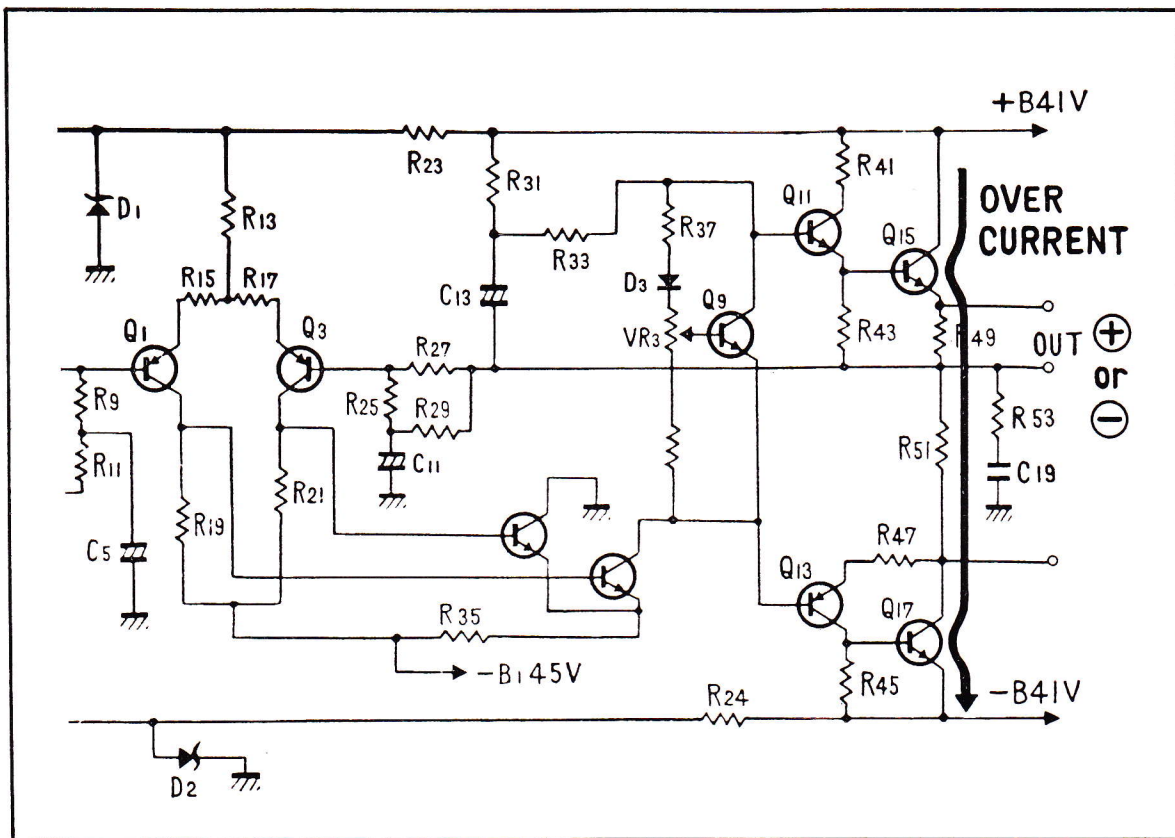 +B41V
R23
R41
R31
D1
Q11
OVER
CURRENT
R13
R37
Q15
R33
R15
R17
D3
C13
Q9
Q1
Q3
VR3
R43
R49
OUT
⊕
or
⊖
R27
R9
R25
R29
R53
R51
R11
C11
C19
R21
R19
R47
C5
Q13
Q17
R35
−B1 45V
R45
−B41V
R24
D2